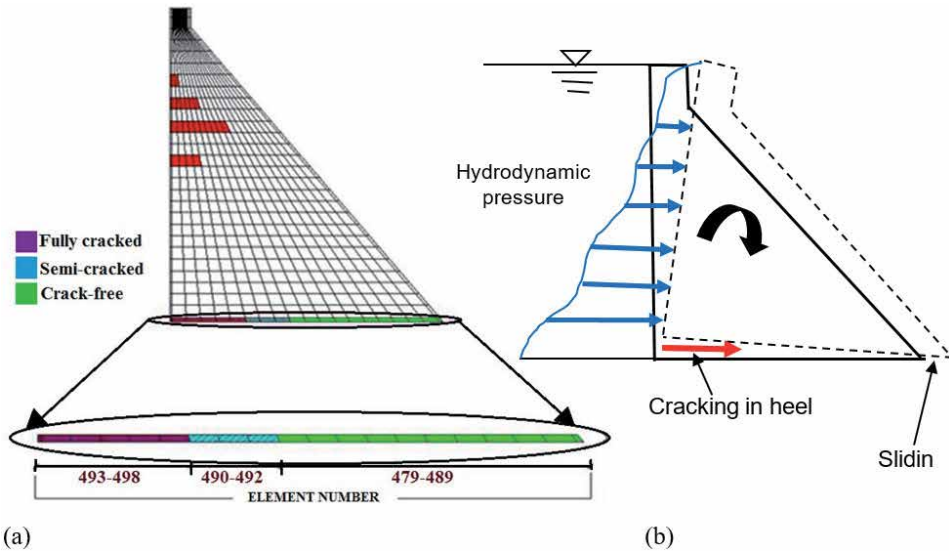 Fully cracked
Semi-cracked
Crack-free
493-498
490-492
479-489
ELEMENT NUMBER
(a)
Hydrodynamic
pressure
Cracking in heel
Slidin
(b)